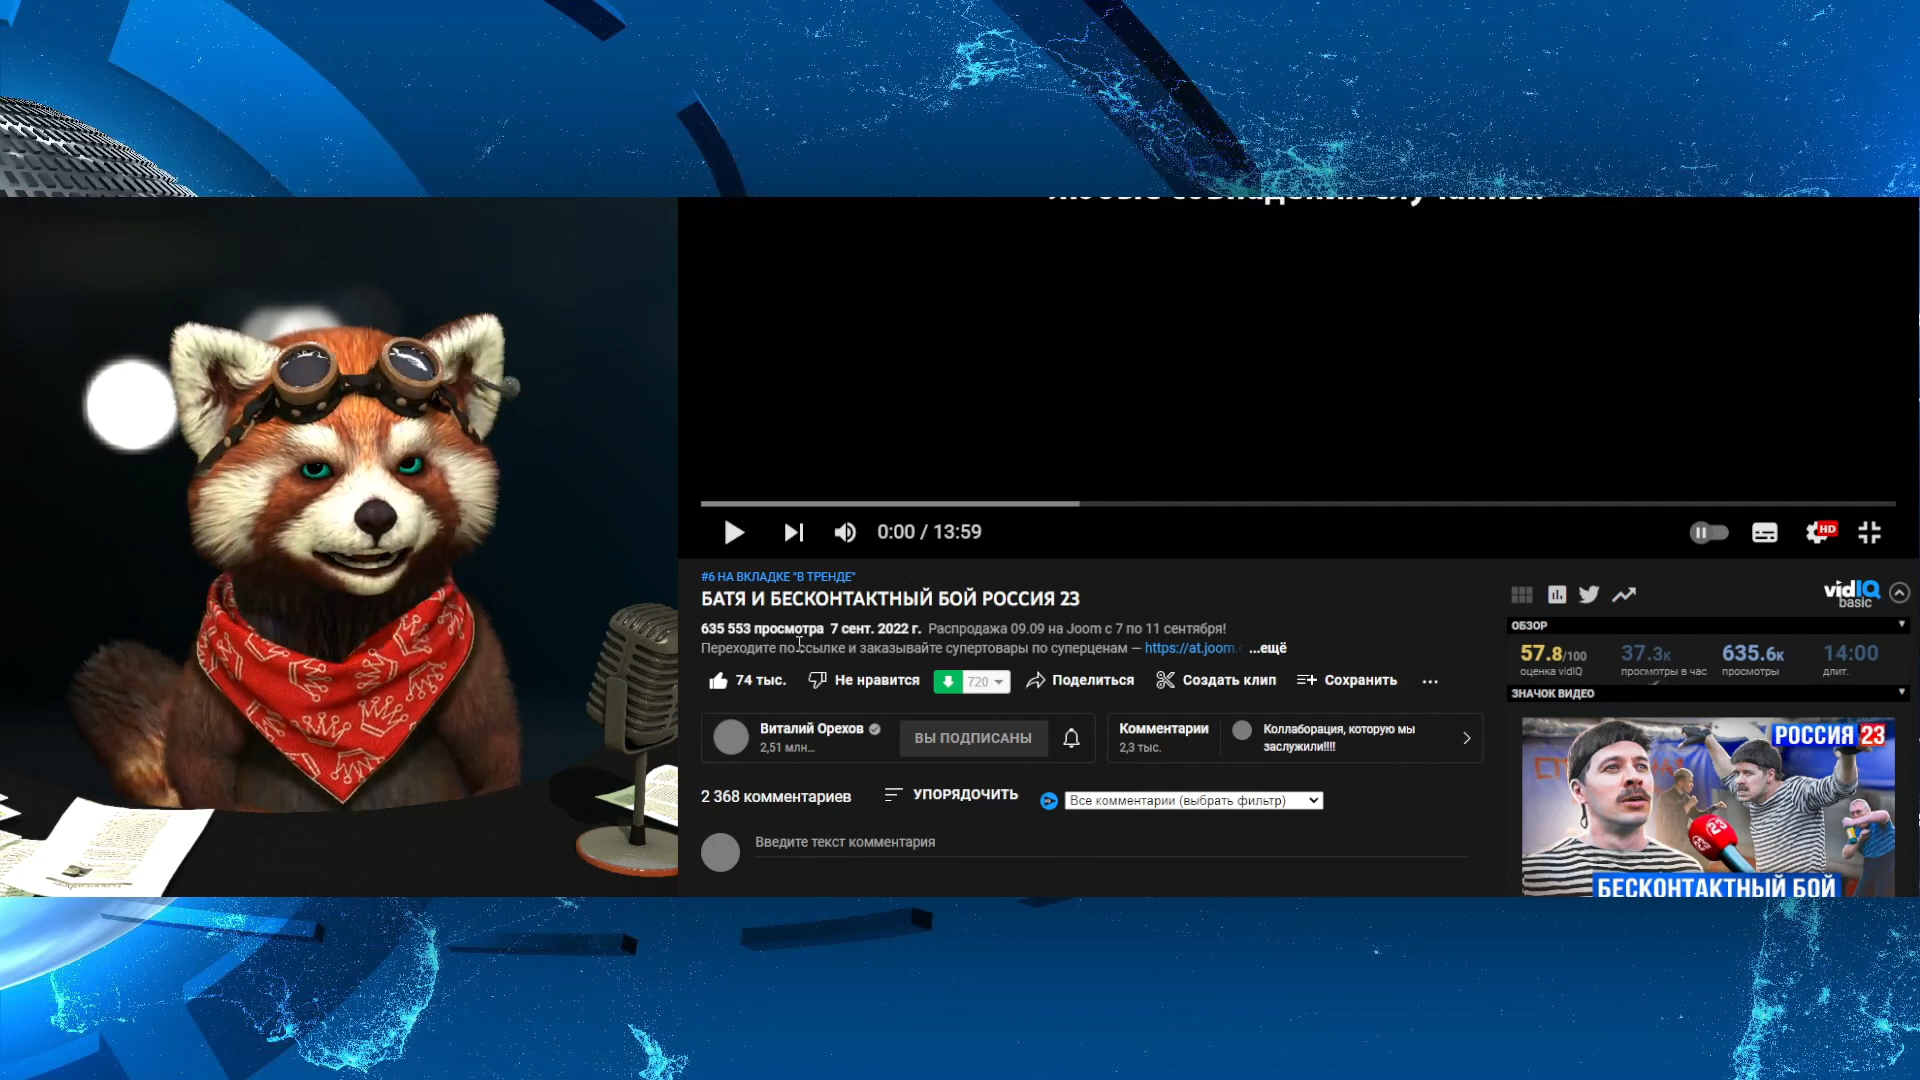 любые совпадения случайны.
0:00 / 13:59
HD
#6 НА ВКЛАДКЕ "В ТРЕНДЕ"
БАТЯ И БЕСКОНТАКТНЫЙ БОЙ РОССИЯ 23
635 553 просмотра 7 сент. 2022 г. Распродажа 09.09 на Joom с 7 по 11 сентября!
Переходите по ссылке и заказывайте супертовары по суперценам — https://at.joom. ...ещё
74 тыс. Не нравится 720 Поделиться Создать клип Сохранить
Виталий Орехов
2,51 млн...
ВЫ ПОДПИСАНЫ
Комментарии
2,3 тыс.
Коллаборация, которую мы
заслужили!!!!
2 368 комментариев УПОРЯДОЧИТЬ Все комментарии (выбрать фильтр)
Введите текст комментария
vidIQ
basic
ОБЗОР
57.8/100 37.3к 635.6к 14:00
оценка vidIQ просмотры в час просмотры длит.
ЗНАЧОК ВИДЕО
РОССИЯ 23
23
БЕСКОНТАКТНЫЙ БОЙ